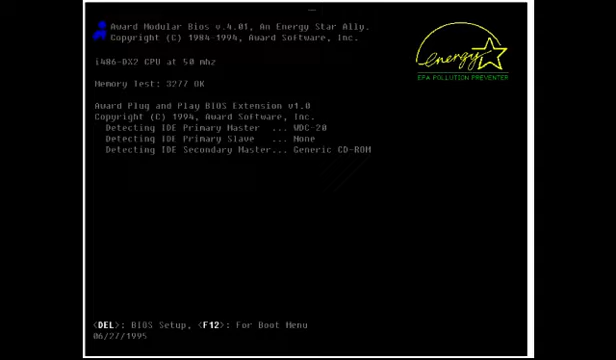 Award Modular Bios v.4.01, An Energy Star Ally.
Copyright (C) 1984-1994, Award Software, Inc.
energy
EPA POLLUTION PREVENTER
i486-DX2 CPU at 50 mhz
Memory Test: 3277 OK
Award Plug and Play BIOS Extension v1.0
Copyright (C) 1994, Award Software, Inc.
Detecting IDE Primary Master ... WDC-20
Detecting IDE Primary Slave ... None
Detecting IDE Secondary Master... Generic CD-ROM
<DEL>: BIOS Setup, <F12>: For Boot Menu
06/27/1995